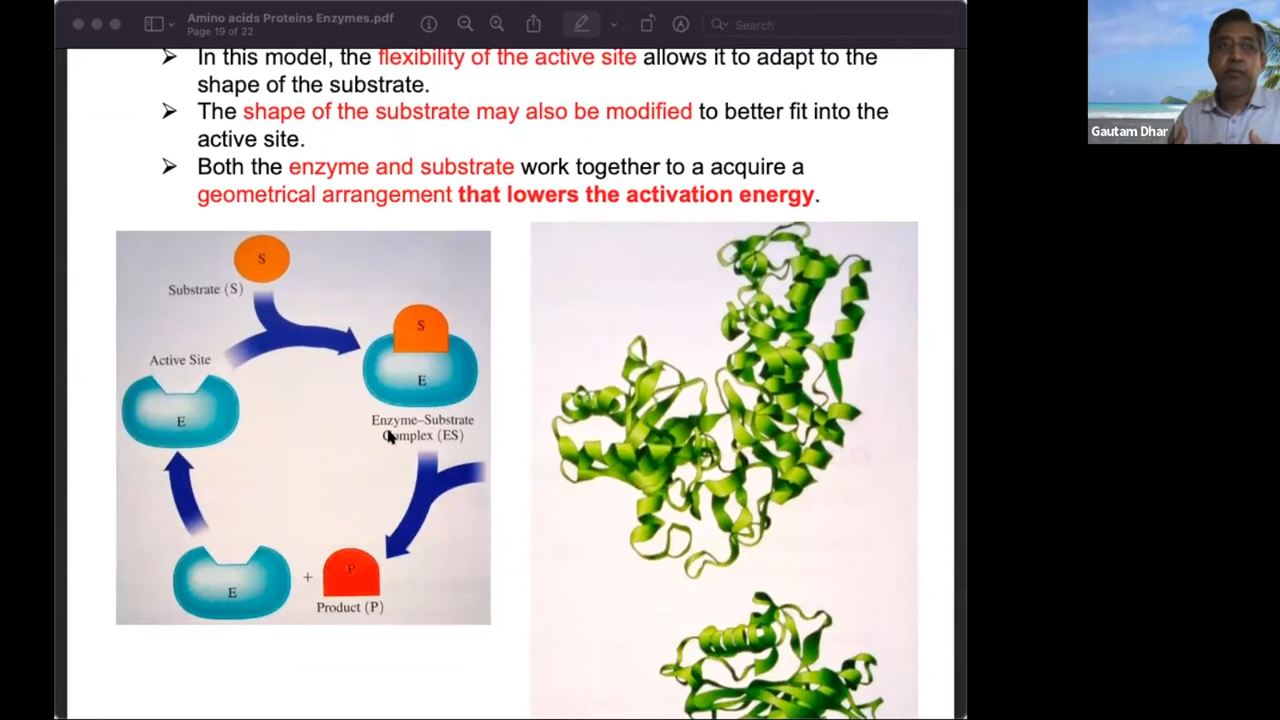 Amino acids Proteins Enzymes.pdf
Page 19 of 22
Search
➢ In this model, the flexibility of the active site allows it to adapt to the
shape of the substrate.
➢ The shape of the substrate may also be modified to better fit into the
active site.
➢ Both the enzyme and substrate work together to a acquire a
geometrical arrangement that lowers the activation energy.
S
Substrate (S)
Active Site
E
S
E
Enzyme–Substrate
Complex (ES)
E
+
P
Product (P)
Gautam Dhar